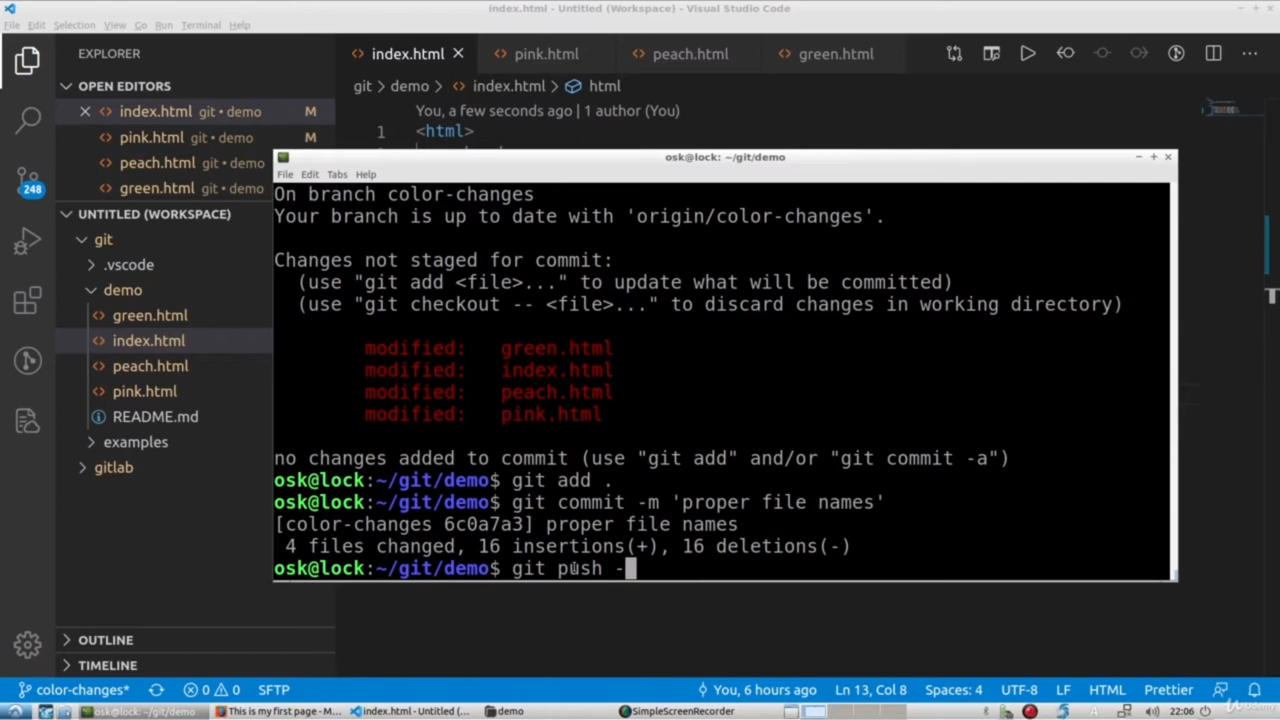 index.html - Untitled (Workspace) - Visual Studio Code
File Edit Selection View Go Run Terminal Help
EXPLORER
index.html pink.html peach.html green.html
OPEN EDITORS
git > demo > index.html > html
index.html git • demo M
You, a few seconds ago | 1 author (You)
1 <html>
pink.html git • demo M
peach.html git • demo
green.html git • demo
248
UNTITLED (WORKSPACE)
git
.vscode
demo
green.html
index.html
peach.html
pink.html
README.md
examples
gitlab
OUTLINE
TIMELINE
osk@lock: ~/git/demo
File Edit Tabs Help
On branch color-changes
Your branch is up to date with 'origin/color-changes'.
Changes not staged for commit:
(use "git add <file>..." to update what will be committed)
(use "git checkout -- <file>..." to discard changes in working directory)
modified: green.html
modified: index.html
modified: peach.html
modified: pink.html
no changes added to commit (use "git add" and/or "git commit -a")
osk@lock:~/git/demo$ git add .
osk@lock:~/git/demo$ git commit -m 'proper file names'
[color-changes 6c0a7a3] proper file names
4 files changed, 16 insertions(+), 16 deletions(-)
osk@lock:~/git/demo$ git push -
color-changes* 0 0 SFTP You, 6 hours ago Ln 13, Col 8 Spaces: 4 UTF-8 LF HTML Prettier
osk@lock: ~/git/demo This is my first page - M... index.html - Untitled (... demo SimpleScreenRecorder 22:06
Udemy